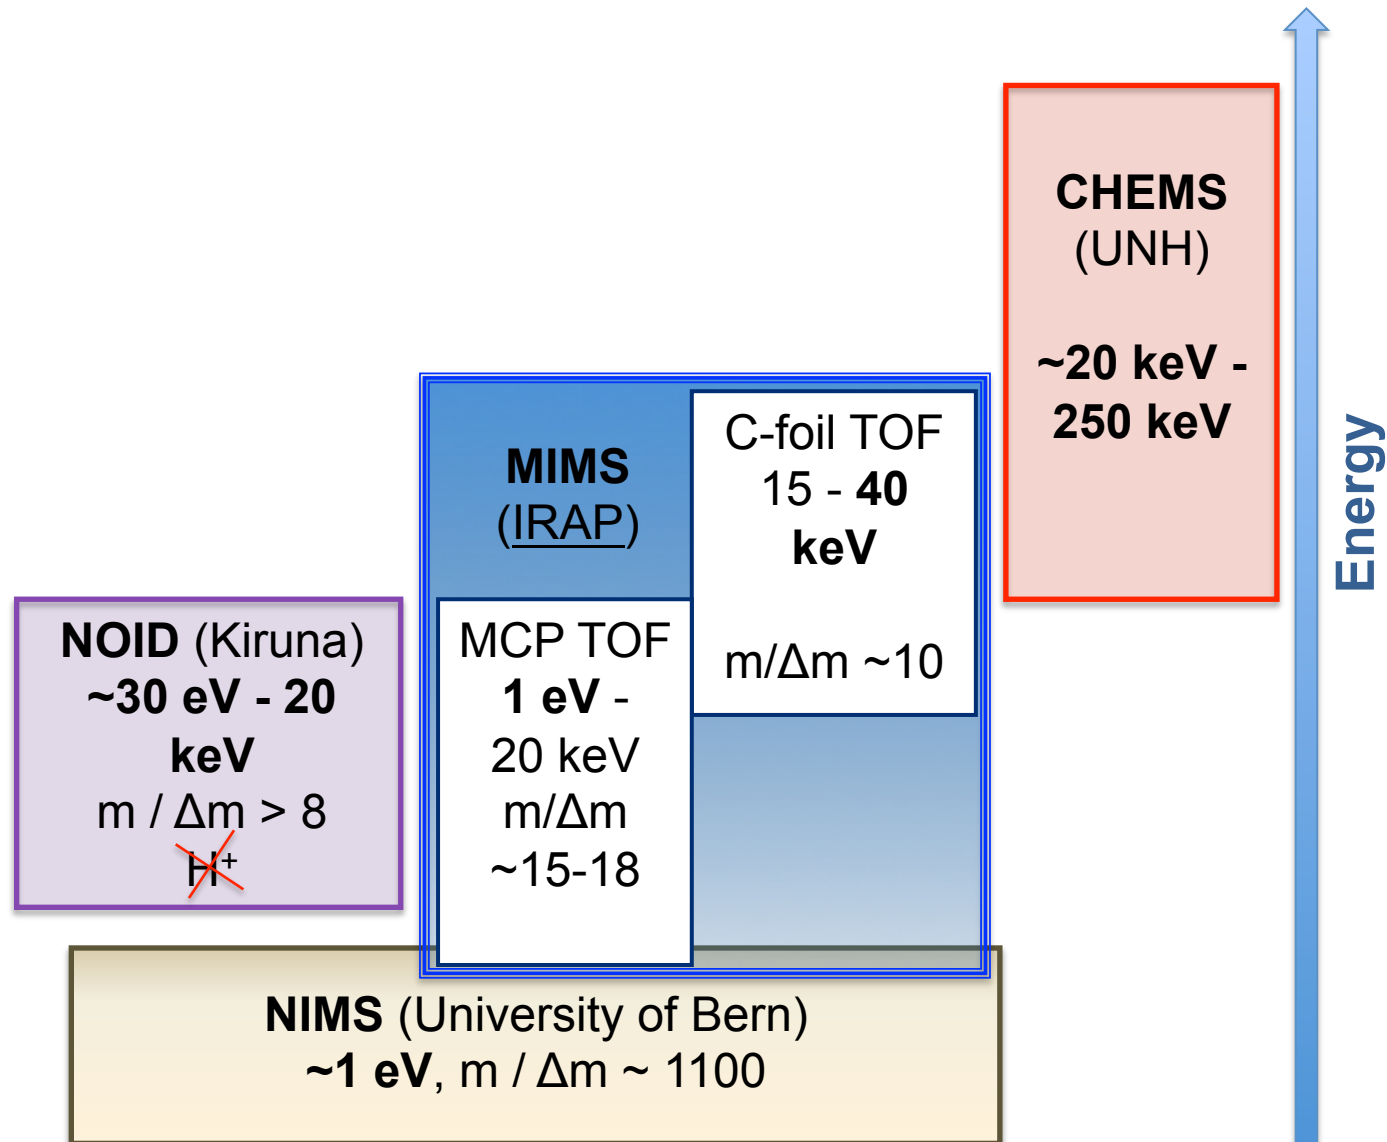 CHEMS
(UNH)
~20 keV -
250 keV
Energy
MIMS
(IRAP)
C-foil TOF
15 - 40
keV
m/Δm ~10
NOID (Kiruna)
~30 eV - 20
keV
m / Δm > 8
H⁺
MCP TOF
1 eV -
20 keV
m/Δm
~15-18
NIMS (University of Bern)
~1 eV, m / Δm ~ 1100